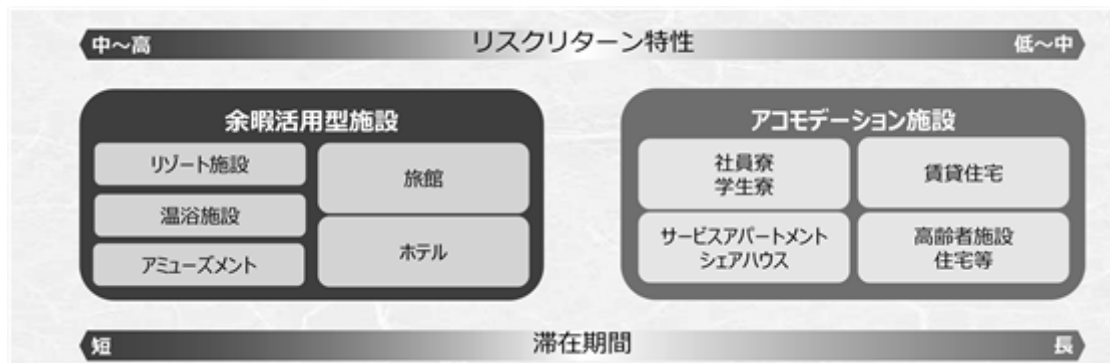 中～高 リスクリターン特性 低～中
余暇活用型施設
リゾート施設
温浴施設
アミューズメント
旅館
ホテル
アコモデーション施設
社員寮
学生寮
賃貸住宅
サービスアパートメント
シェアハウス
高齢者施設
住宅等
短 滞在期間 長